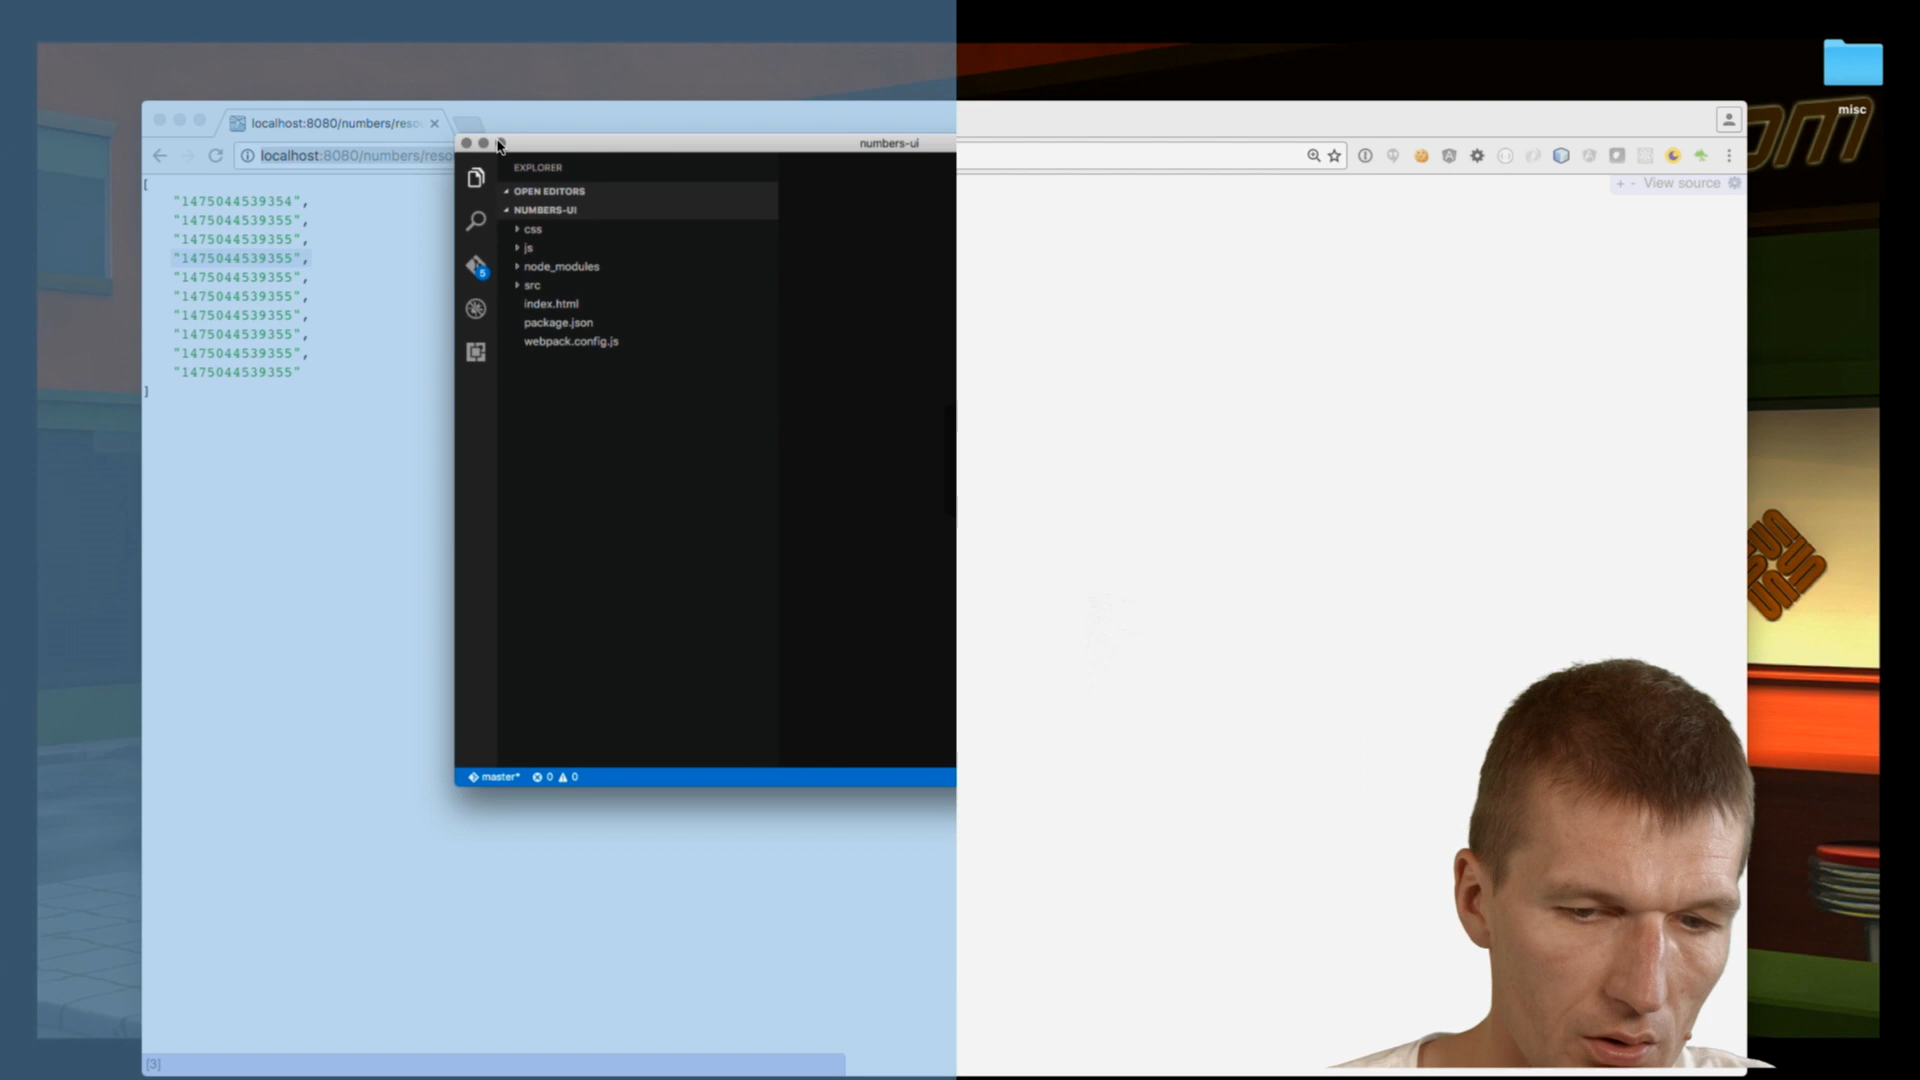 misc
localhost:8080/numbers/reso
localhost:8080/numbers/reso
numbers-ui
+ - View source
[
"1475044539354",
"1475044539355",
"1475044539355",
"1475044539355",
"1475044539355",
"1475044539355",
"1475044539355",
"1475044539355",
"1475044539355",
"1475044539355"
]
EXPLORER
OPEN EDITORS
NUMBERS-UI
css
js
node_modules
src
index.html
package.json
webpack.config.js
5
master* 0 0
SUN
[3]